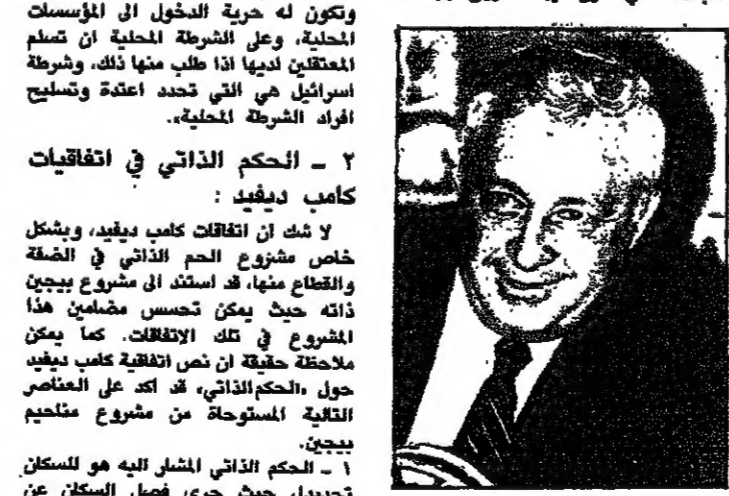 وتكون له حرية الدخول الى المؤسسات
المحلية، وعلى الشرطة المحلية ان تسلم
المعتقلين لديها اذا طلب منها ذلك، وشرطة
اسرائيل هي التي تحدد اعتدة وتسليح
افراد الشرطة المحلية».
٢ ـ الحكم الذاتي في اتفاقيات
كامب ديفيد :
لا شك ان اتفاقات كامب ديفيد، وبشكل
خاص مشروع الحم الذاتي في الضفة
والقطاع منها، قد استند الى مشروع بيجين
ذاته حيث يمكن تحسس مضامين هذا
المشروع في تلك الاتفاقات. كما يمكن
ملاحظة حقيقة ان نص اتفاقية كامب ديفيد
حول «الحكم الذاتي» قد اكد على العناصر
التالية المستوحاة من مشروع مناحيم
بيجين.
١ ـ الحكم الذاتي المشار اليه هو للسكان
تحديدا، حيث جرى فصل السكان عن